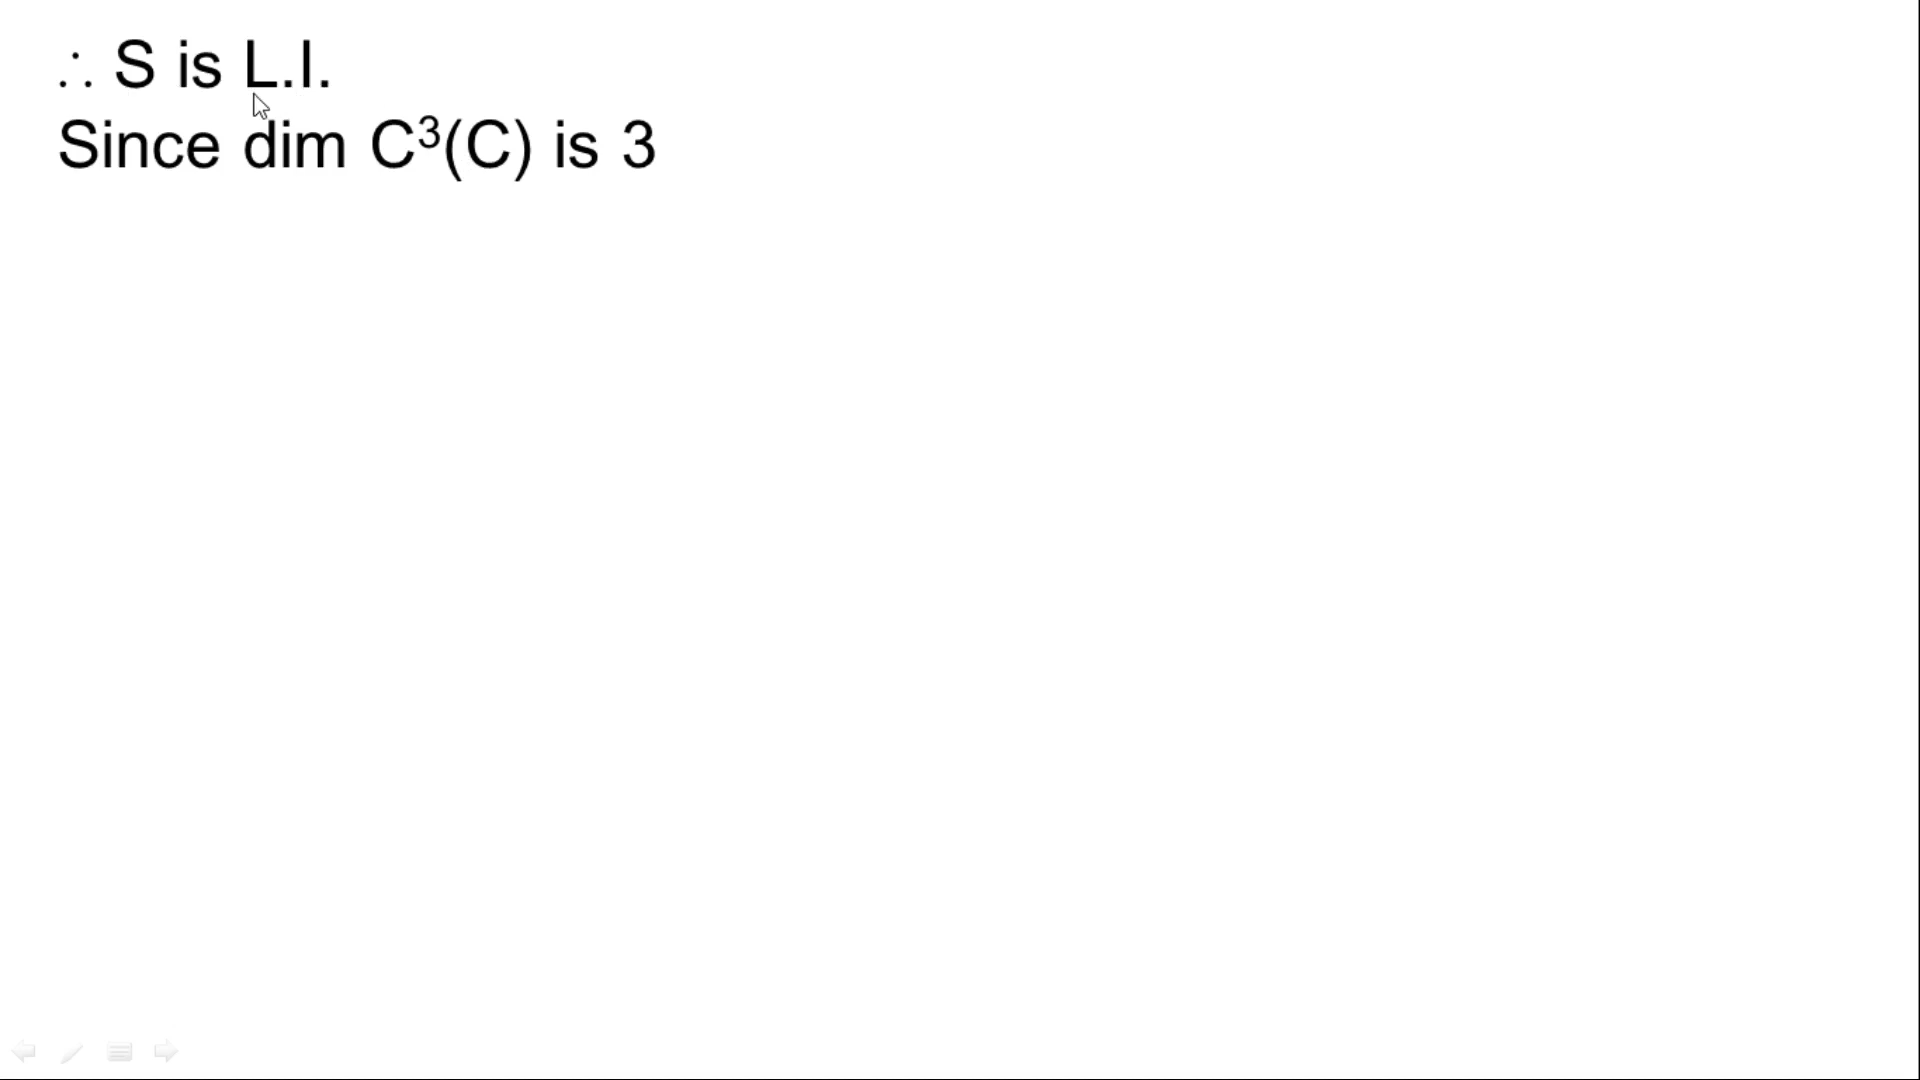 ∴ S is L.I.
Since dim C³(C) is 3